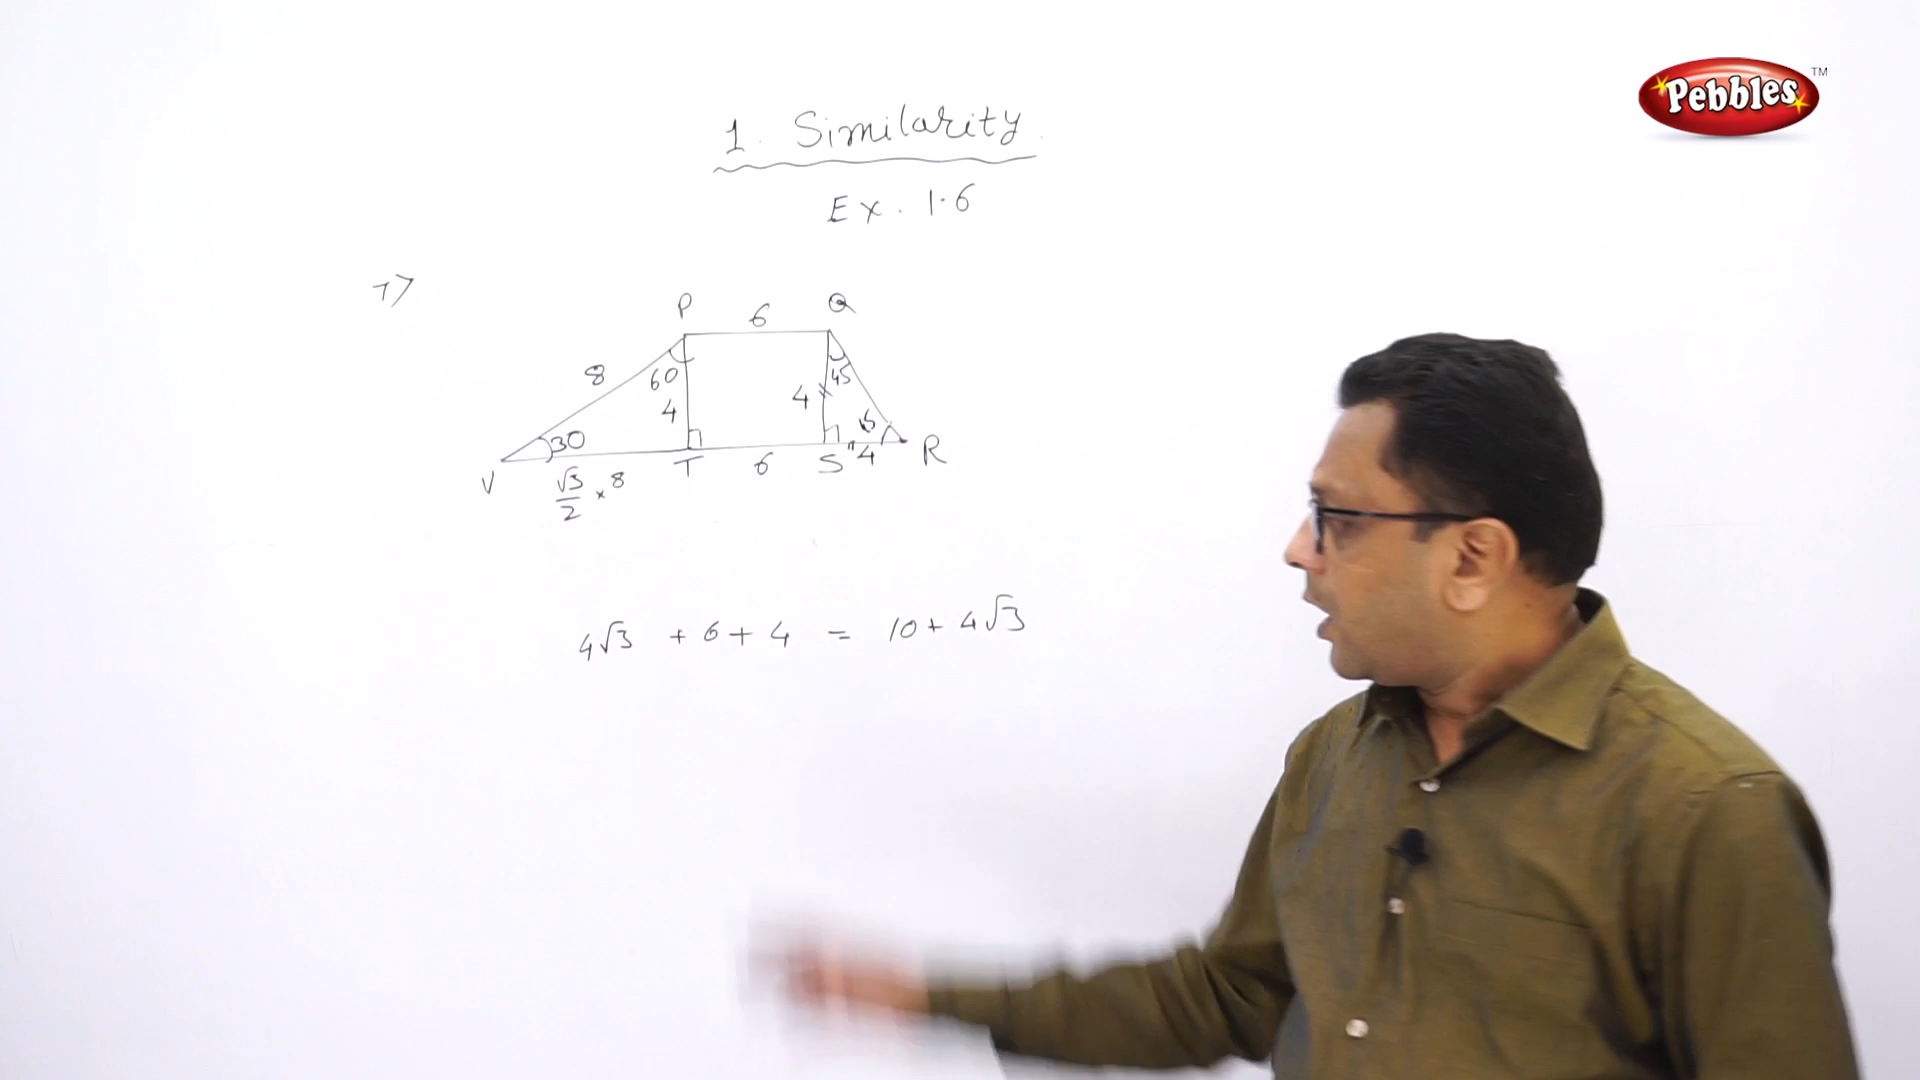 Pebbles TM
1. Similarity
Ex. 1.6
7>
P 6 Q
8 60 45
4 4
30 45
V T 6 S 4 R
√3/2 × 8
4√3 + 6 + 4 = 10 + 4√3